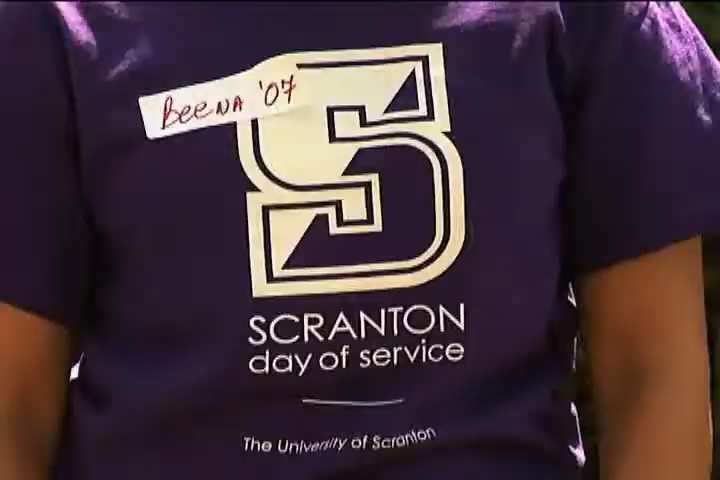 Beena '07
S
SCRANTON
day of service
The University of Scranton